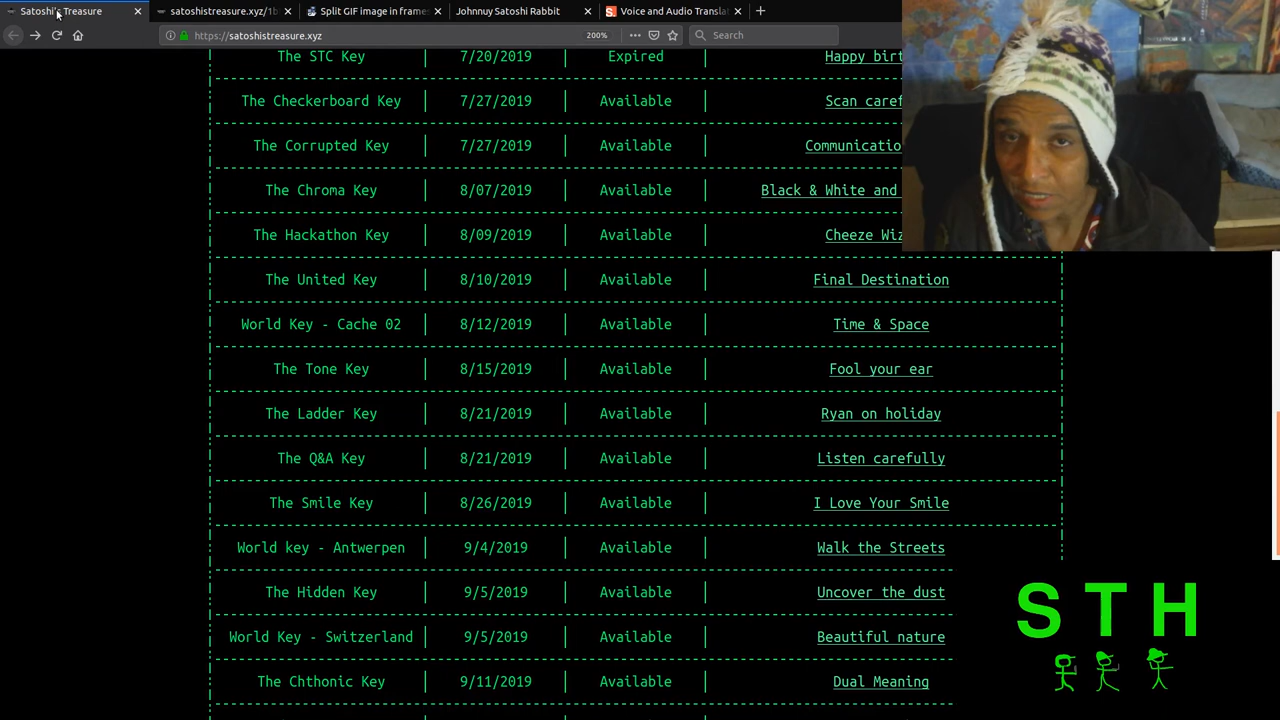 Satoshi's Treasure
satoshistreasure.xyz/1b
Split GIF image in frames
Johnnuy Satoshi Rabbit
Voice and Audio Transla
https://satoshistreasure.xyz
200%
Search
The STC Key 7/20/2019 Expired Happy birt
The Checkerboard Key 7/27/2019 Available Scan caref
The Corrupted Key 7/27/2019 Available Communicatio
The Chroma Key 8/07/2019 Available Black & White and
The Hackathon Key 8/09/2019 Available Cheeze Wiz
The United Key 8/10/2019 Available Final Destination
World Key - Cache 02 8/12/2019 Available Time & Space
The Tone Key 8/15/2019 Available Fool your ear
The Ladder Key 8/21/2019 Available Ryan on holiday
The Q&A Key 8/21/2019 Available Listen carefully
The Smile Key 8/26/2019 Available I Love Your Smile
World key - Antwerpen 9/4/2019 Available Walk the Streets
The Hidden Key 9/5/2019 Available Uncover the dust
World Key - Switzerland 9/5/2019 Available Beautiful nature
The Chthonic Key 9/11/2019 Available Dual Meaning
STH